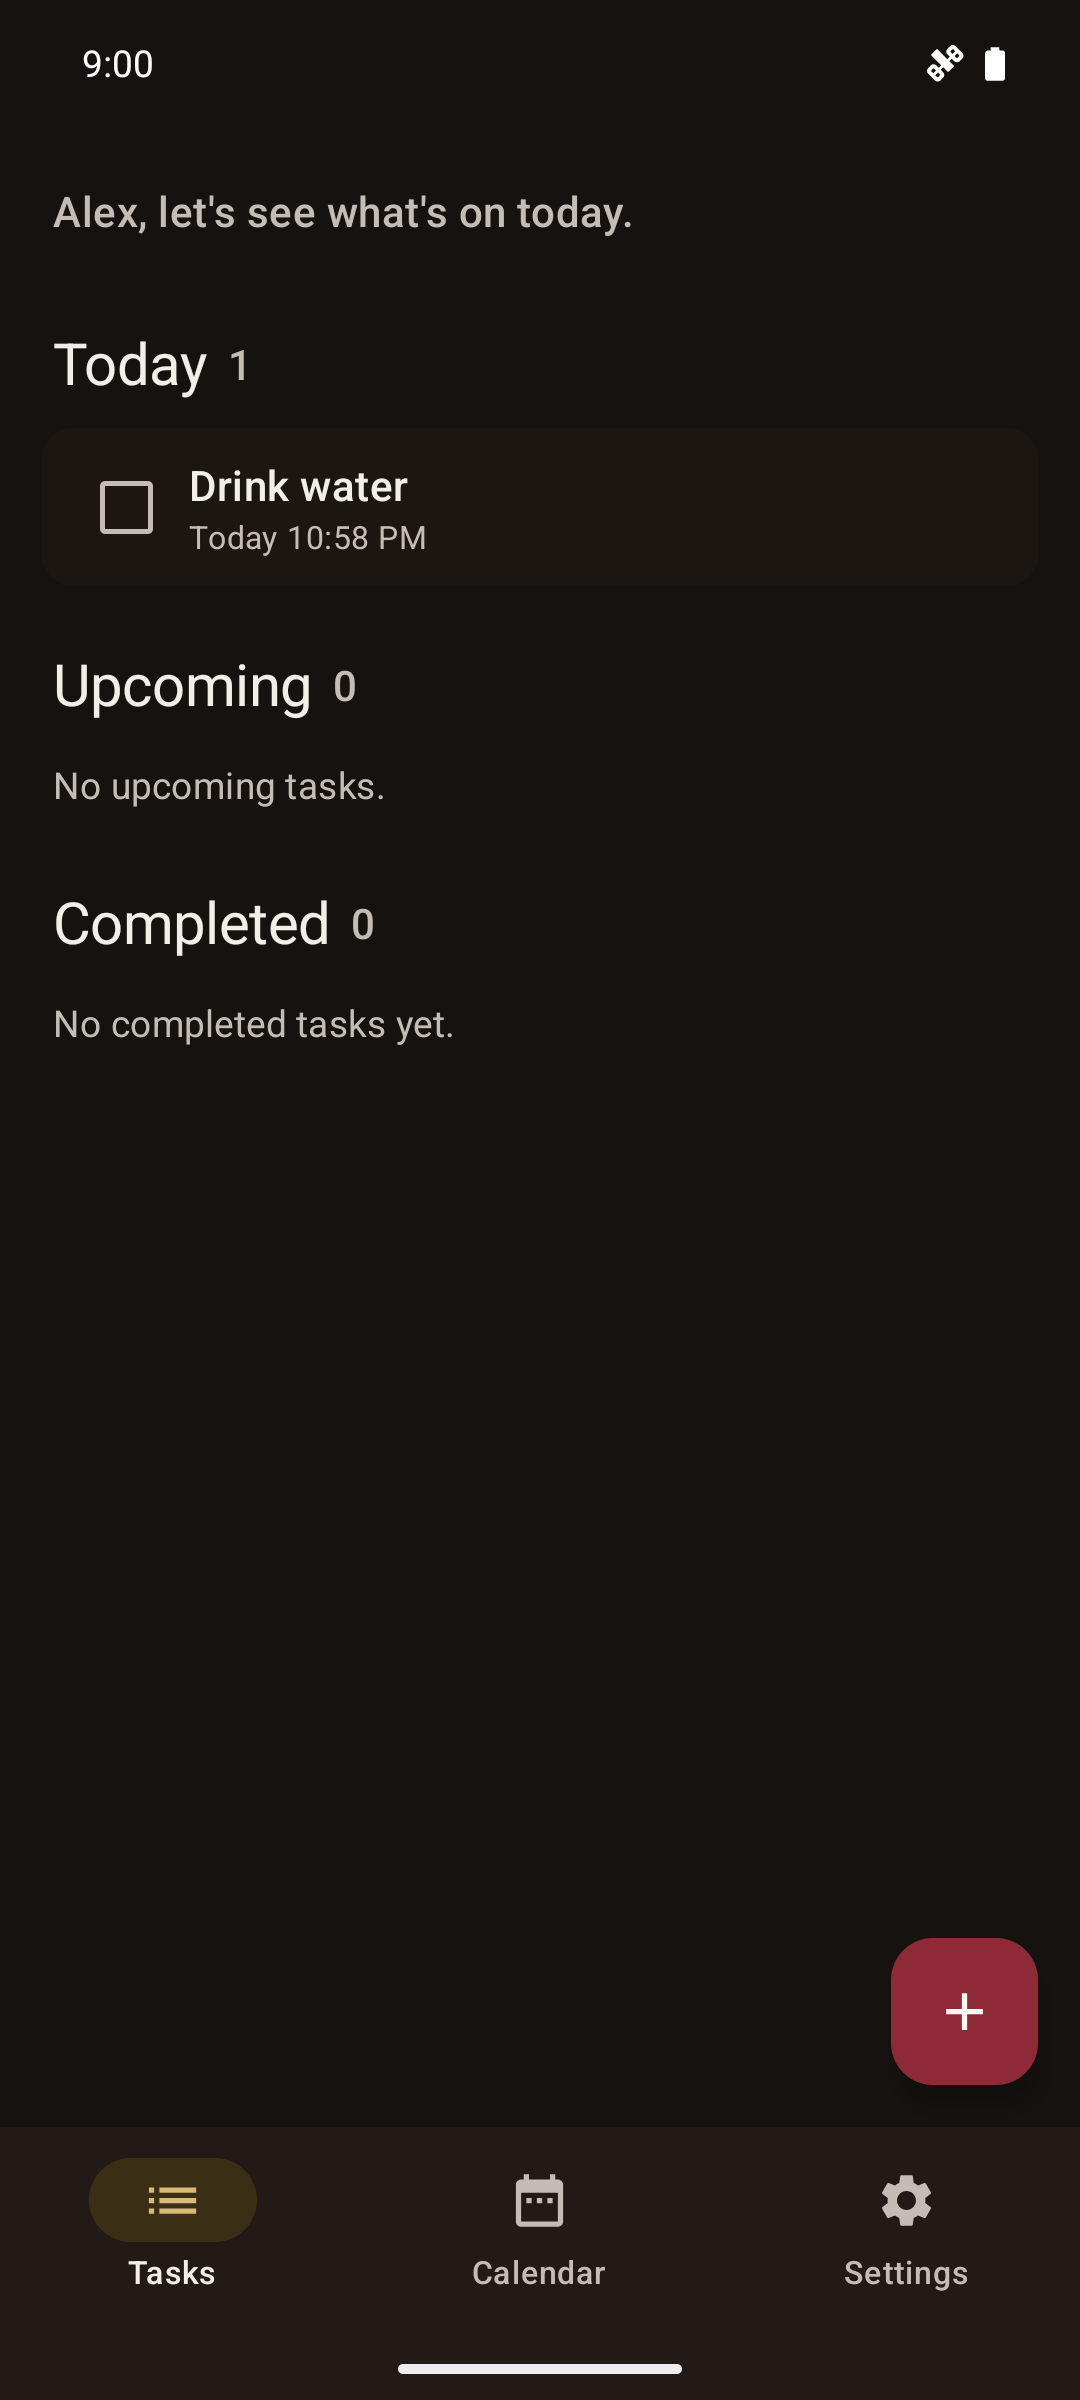 9:00
Alex, let's see what's on today.
Today 1
Drink water
Today 10:58 PM
Upcoming 0
No upcoming tasks.
Completed 0
No completed tasks yet.
Tasks
Calendar
Settings